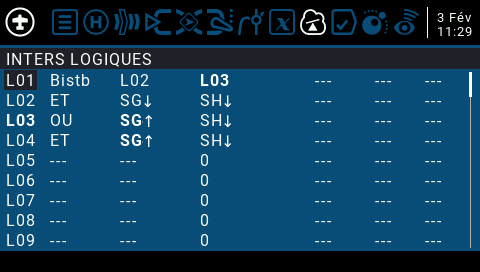 3 Fév
11:29
INTERS LOGIQUES
L01 Bistb L02 L03 --- --- ---
L02 ET SG↓ SH↓ --- --- ---
L03 OU SG↑ SH↓ --- --- ---
L04 ET SG↑ SH↓ --- --- ---
L05 --- --- 0 --- --- ---
L06 --- --- 0 --- --- ---
L07 --- --- 0 --- --- ---
L08 --- --- 0 --- --- ---
L09 --- --- 0 --- --- ---